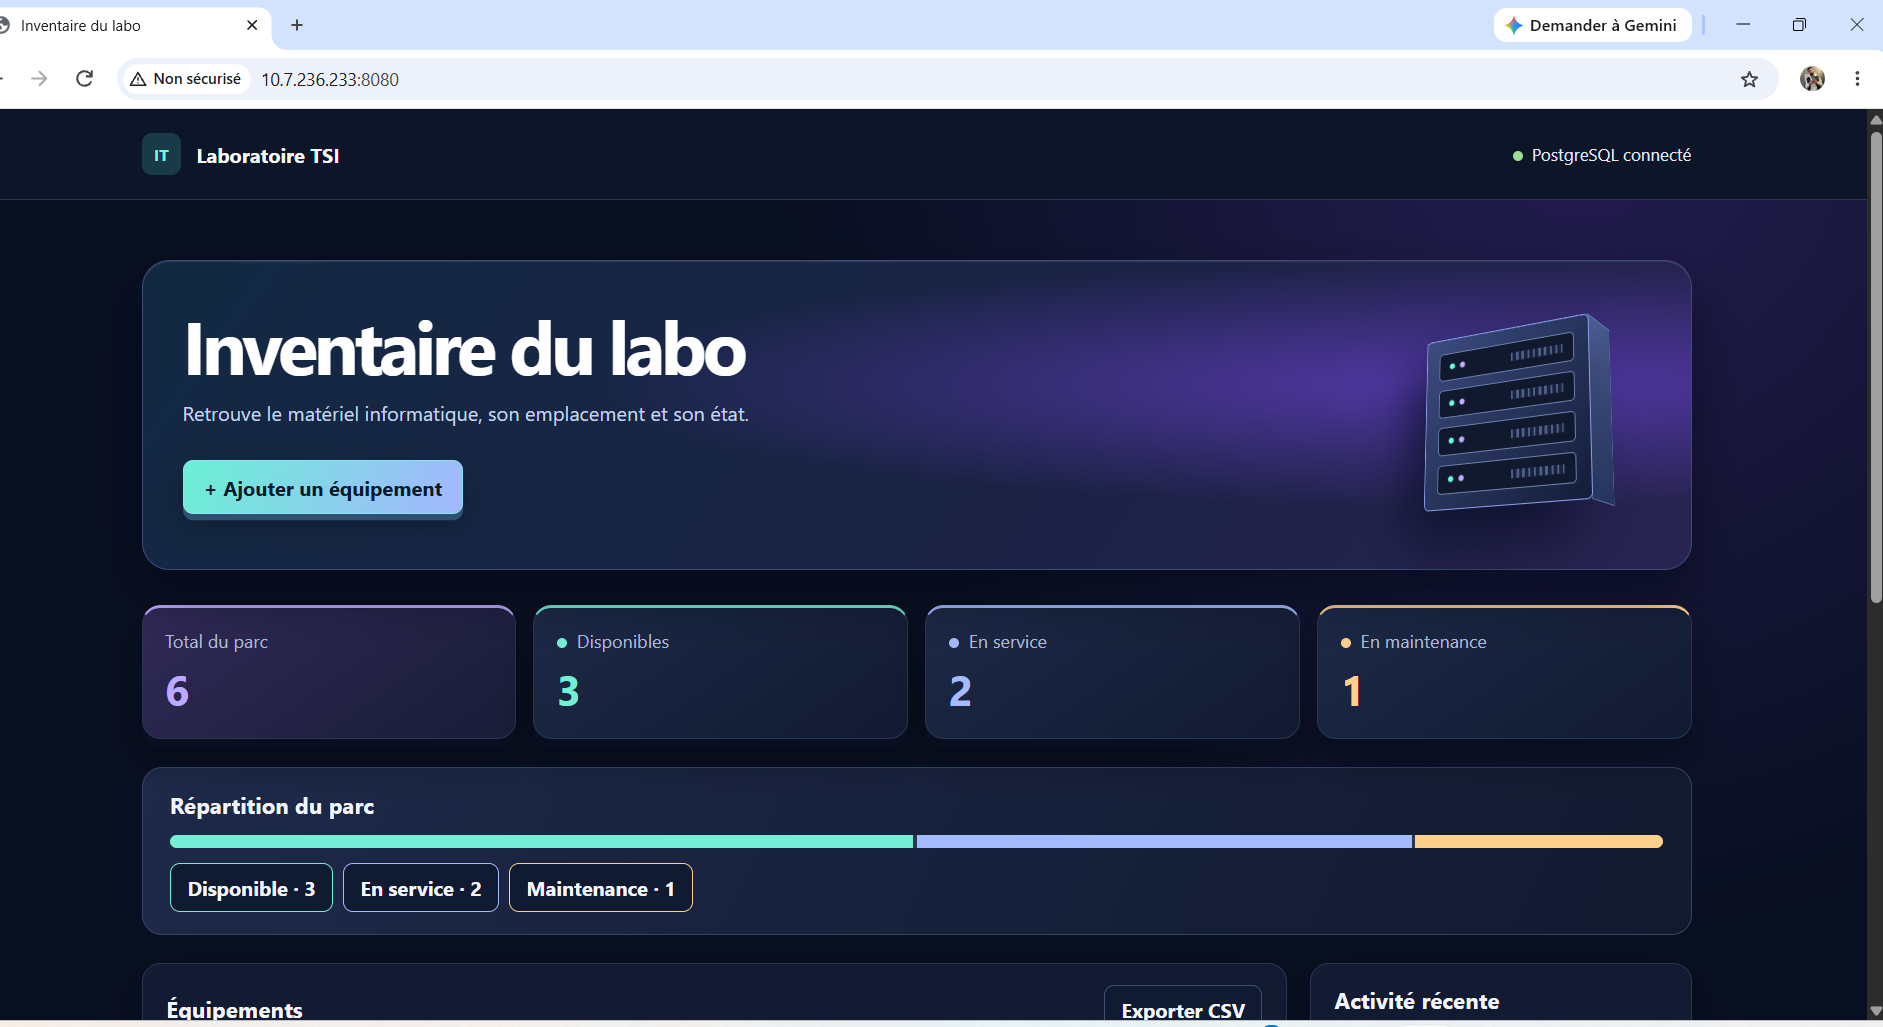 Inventaire du labo
Demander à Gemini
Non sécurisé
10.7.236.233:8080
IT
Laboratoire TSI
PostgreSQL connecté
Inventaire du labo
Retrouve le matériel informatique, son emplacement et son état.
+ Ajouter un équipement
Total du parc
6
Disponibles
3
En service
2
En maintenance
1
Répartition du parc
Disponible · 3
En service · 2
Maintenance · 1
Équipements
Exporter CSV
Activité récente